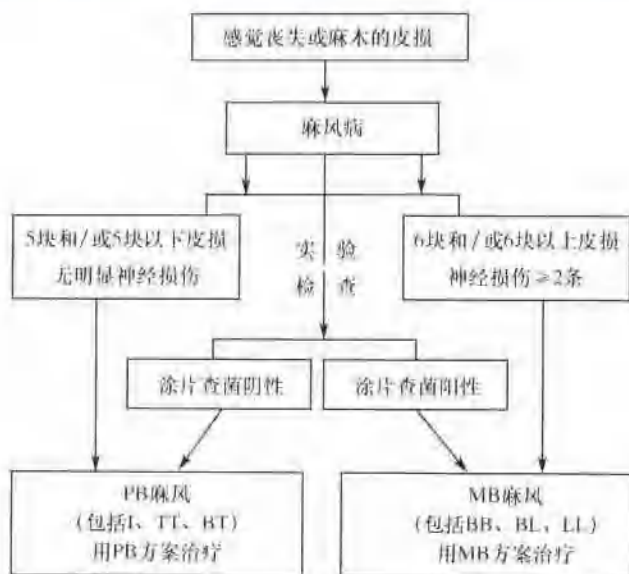 感觉丧失或麻木的皮损
麻风病
5块和/或5块以下皮损
无明显神经损伤
实验
检查
6块和/或6块以上皮损
神经损伤≥2条
涂片查菌阴性
涂片查菌阳性
PB麻风
(包括I、TT、BT)
用PB方案治疗
MB麻风
(包括BB、BL、LL)
用MB方案治疗